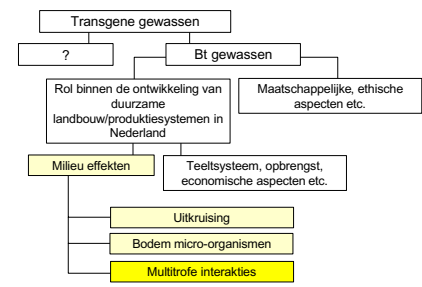 Transgene gewassen
?
Bt gewassen
Rol binnen de ontwikkeling van
duurzame
landbouw/produktiesystemen in
Nederland
Maatschappelijke, ethische
aspecten etc.
Milieu effekten
Teeltsysteem, opbrengst,
economische aspecten etc.
Uitkruising
Bodem micro-organismen
Multitrofe interakties